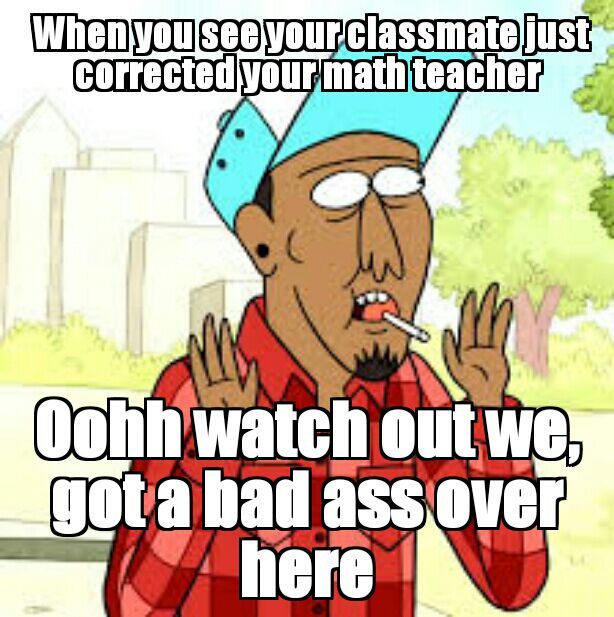 When you see your classmate just
corrected your math teacher
Oohh watch out we,
got a bad ass over
here